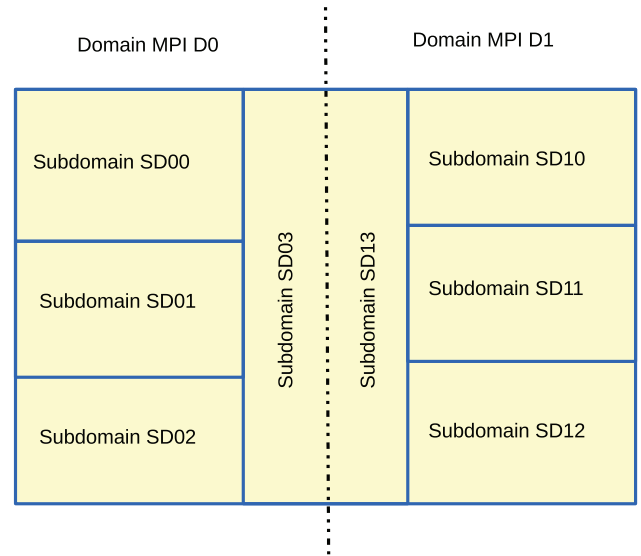 Domain MPI D0
Domain MPI D1
Subdomain SD00
Subdomain SD01
Subdomain SD02
Subdomain SD03
Subdomain SD13
Subdomain SD10
Subdomain SD11
Subdomain SD12